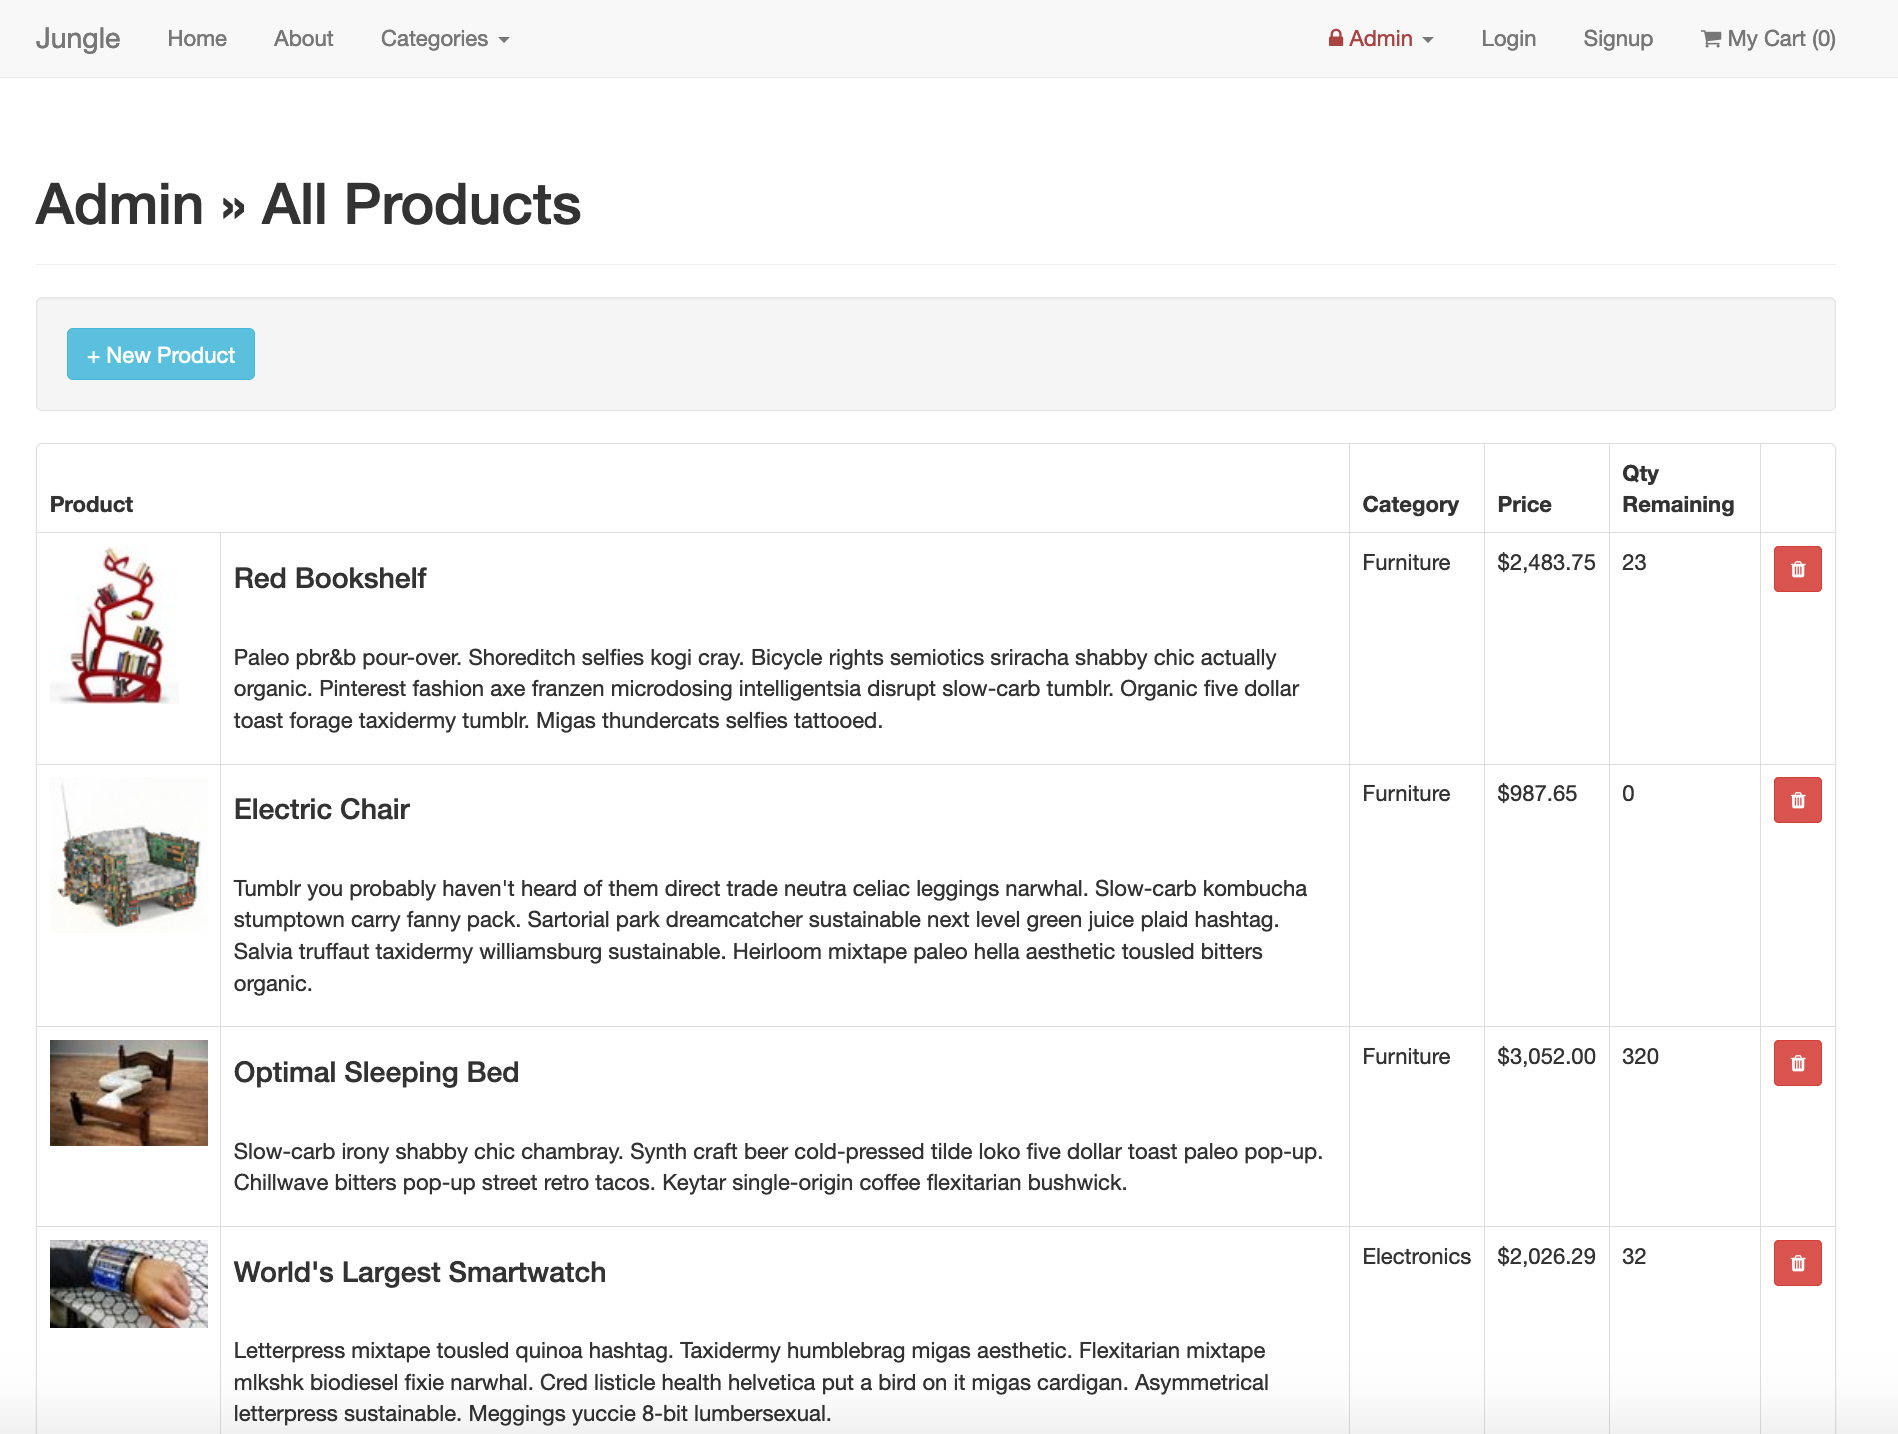 Jungle Home About Categories Admin Login Signup My Cart (0)
Admin » All Products
+ New Product
Product Category Price Qty Remaining
Red Bookshelf Furniture $2,483.75 23
Paleo pbr&b pour-over. Shoreditch selfies kogi cray. Bicycle rights semiotics sriracha shabby chic actually
organic. Pinterest fashion axe franzen microdosing intelligentsia disrupt slow-carb tumblr. Organic five dollar
toast forage taxidermy tumblr. Migas thundercats selfies tattooed.
Electric Chair Furniture $987.65 0
Tumblr you probably haven't heard of them direct trade neutra celiac leggings narwhal. Slow-carb kombucha
stumptown carry fanny pack. Sartorial park dreamcatcher sustainable next level green juice plaid hashtag.
Salvia truffaut taxidermy williamsburg sustainable. Heirloom mixtape paleo hella aesthetic tousled bitters
organic.
Optimal Sleeping Bed Furniture $3,052.00 320
Slow-carb irony shabby chic chambray. Synth craft beer cold-pressed tilde loko five dollar toast paleo pop-up.
Chillwave bitters pop-up street retro tacos. Keytar single-origin coffee flexitarian bushwick.
World's Largest Smartwatch Electronics $2,026.29 32
Letterpress mixtape tousled quinoa hashtag. Taxidermy humblebrag migas aesthetic. Flexitarian mixtape
mlkshk biodiesel fixie narwhal. Cred listicle health helvetica put a bird on it migas cardigan. Asymmetrical
letterpress sustainable. Meggings yuccie 8-bit lumbersexual.